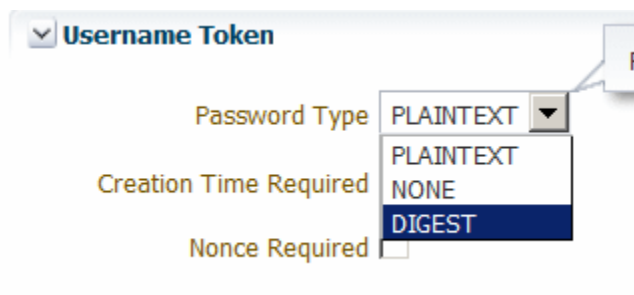 Username Token
Password Type PLAINTEXT
PLAINTEXT
Creation Time Required
NONE
DIGEST
Nonce Required